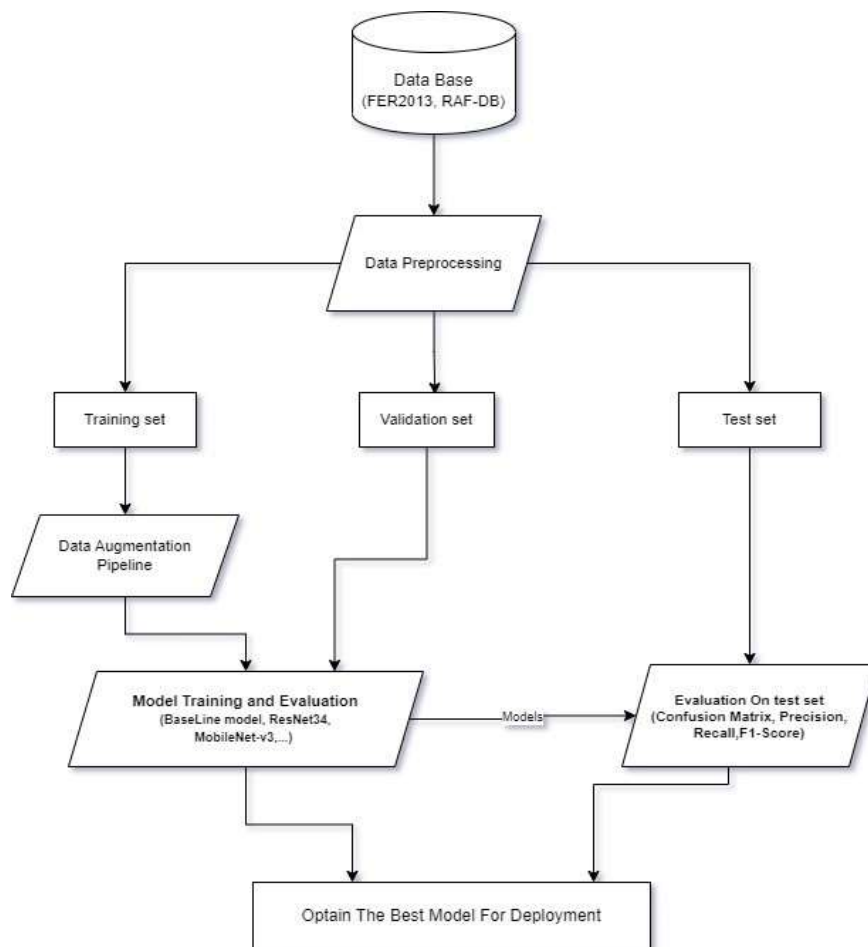 Data Base
(FER2013, RAF-DB)
Data Preprocessing
Training set
Validation set
Test set
Data Augmentation
Pipeline
Model Training and Evaluation
(BaseLine model, ResNet34,
MobileNet-v3,...)
Models
Evaluation On test set
(Confusion Matrix, Precision,
Recall,F1-Score)
Optain The Best Model For Deployment